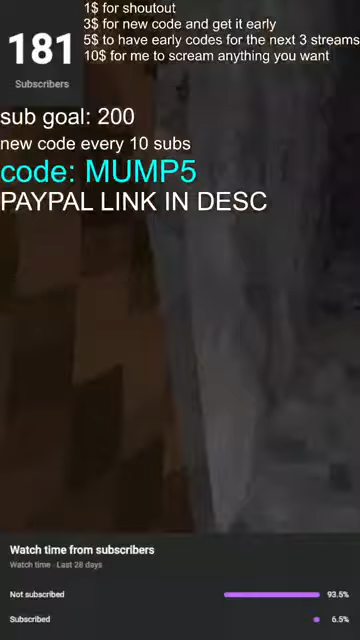 1$ for shoutout
3$ for new code and get it early
5$ to have early codes for the next 3 streams
10$ for me to scream anything you want
181
Subscribers
sub goal: 200
new code every 10 subs
code: MUMP5
PAYPAL LINK IN DESC
Watch time from subscribers
Watch time · Last 28 days
Not subscribed 93.5%
Subscribed 6.5%